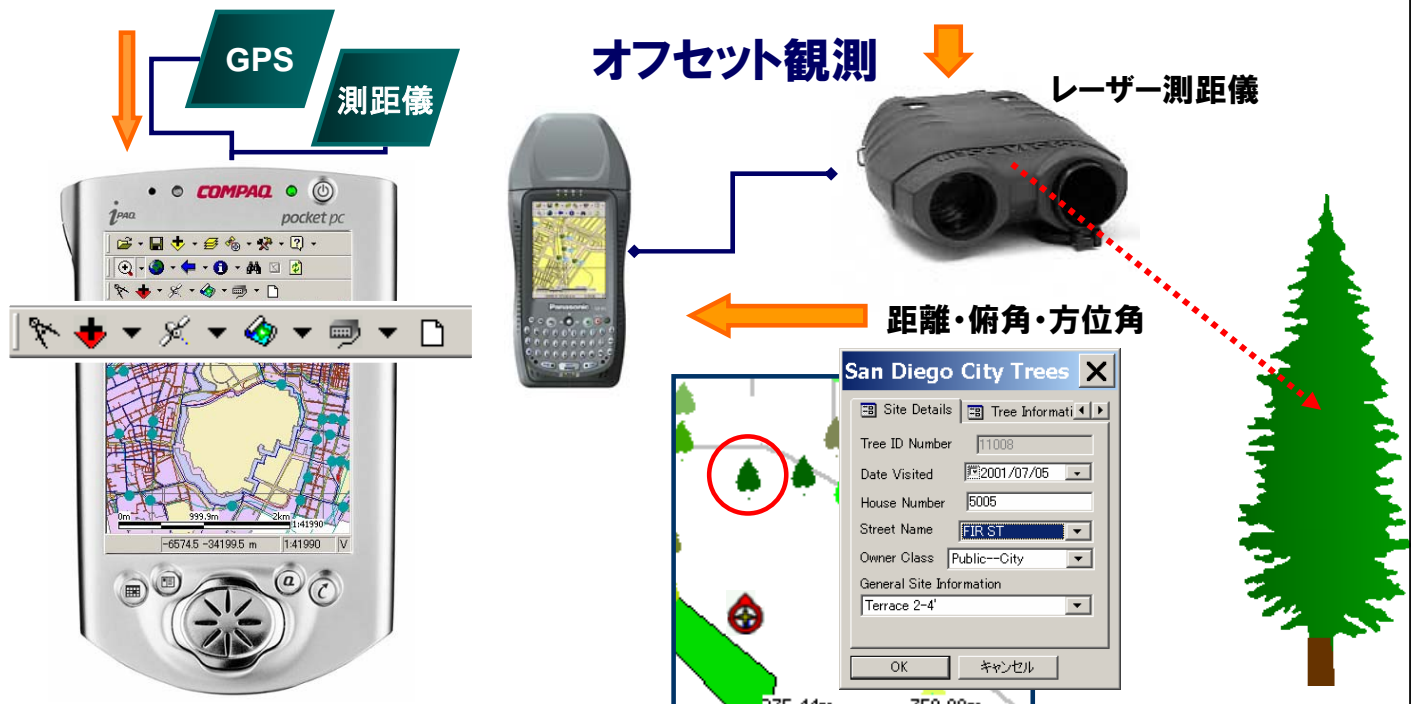 GPS
測距儀
オフセット観測
レーザー測距儀
COMPAQ
iPAQ
pocket pc
距離・俯角・方位角
0m 999.9m 2km 1:41990
-6574.5 -34199.5 m 1:41990 V
Panasonic
San Diego City Trees
Site Details Tree Informati
Tree ID Number 11008
Date Visited 2001/07/05
House Number 5005
Street Name FIR ST
Owner Class Public--City
General Site Information
Terrace 2-4'
OK キャンセル